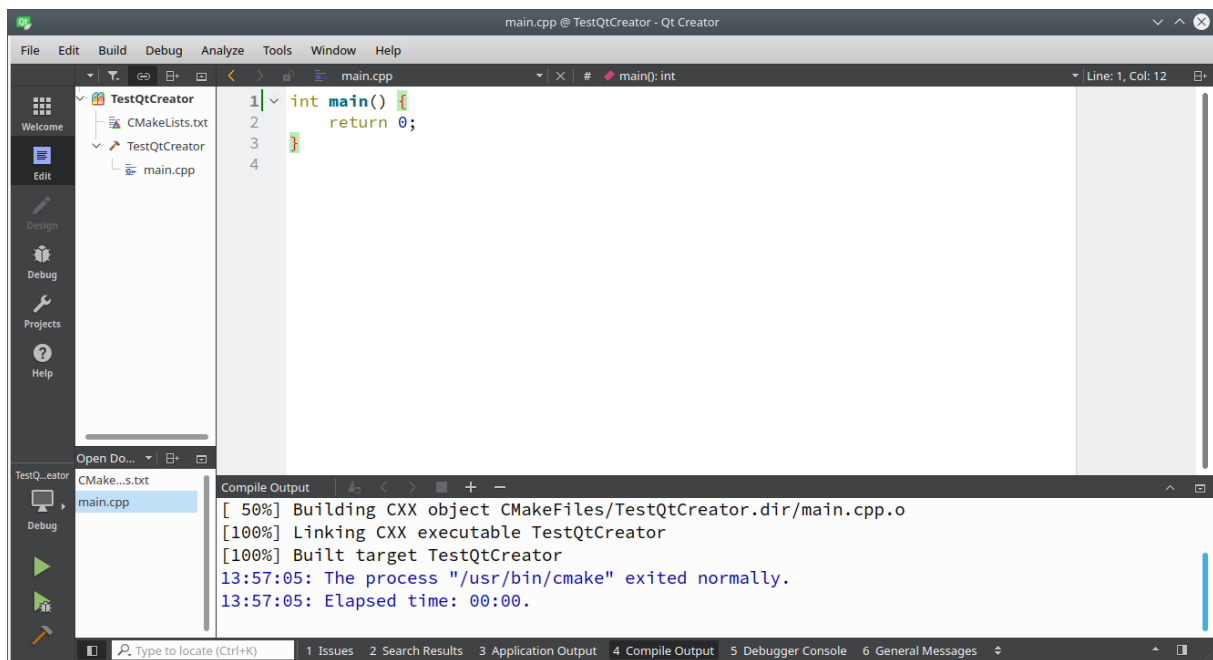 main.cpp @ TestQtCreator - Qt Creator
File Edit Build Debug Analyze Tools Window Help
main.cpp # main(): int Line: 1, Col: 12
Welcome
Edit
Design
Debug
Projects
Help
TestQtCreator
CMakeLists.txt
TestQtCreator
main.cpp
1 int main() {
2 return 0;
3 }
4
Open Do...
CMake...s.txt
main.cpp
TestQ...eator
Debug
Compile Output
[ 50%] Building CXX object CMakeFiles/TestQtCreator.dir/main.cpp.o
[100%] Linking CXX executable TestQtCreator
[100%] Built target TestQtCreator
13:57:05: The process "/usr/bin/cmake" exited normally.
13:57:05: Elapsed time: 00:00.
Type to locate (Ctrl+K) 1 Issues 2 Search Results 3 Application Output 4 Compile Output 5 Debugger Console 6 General Messages